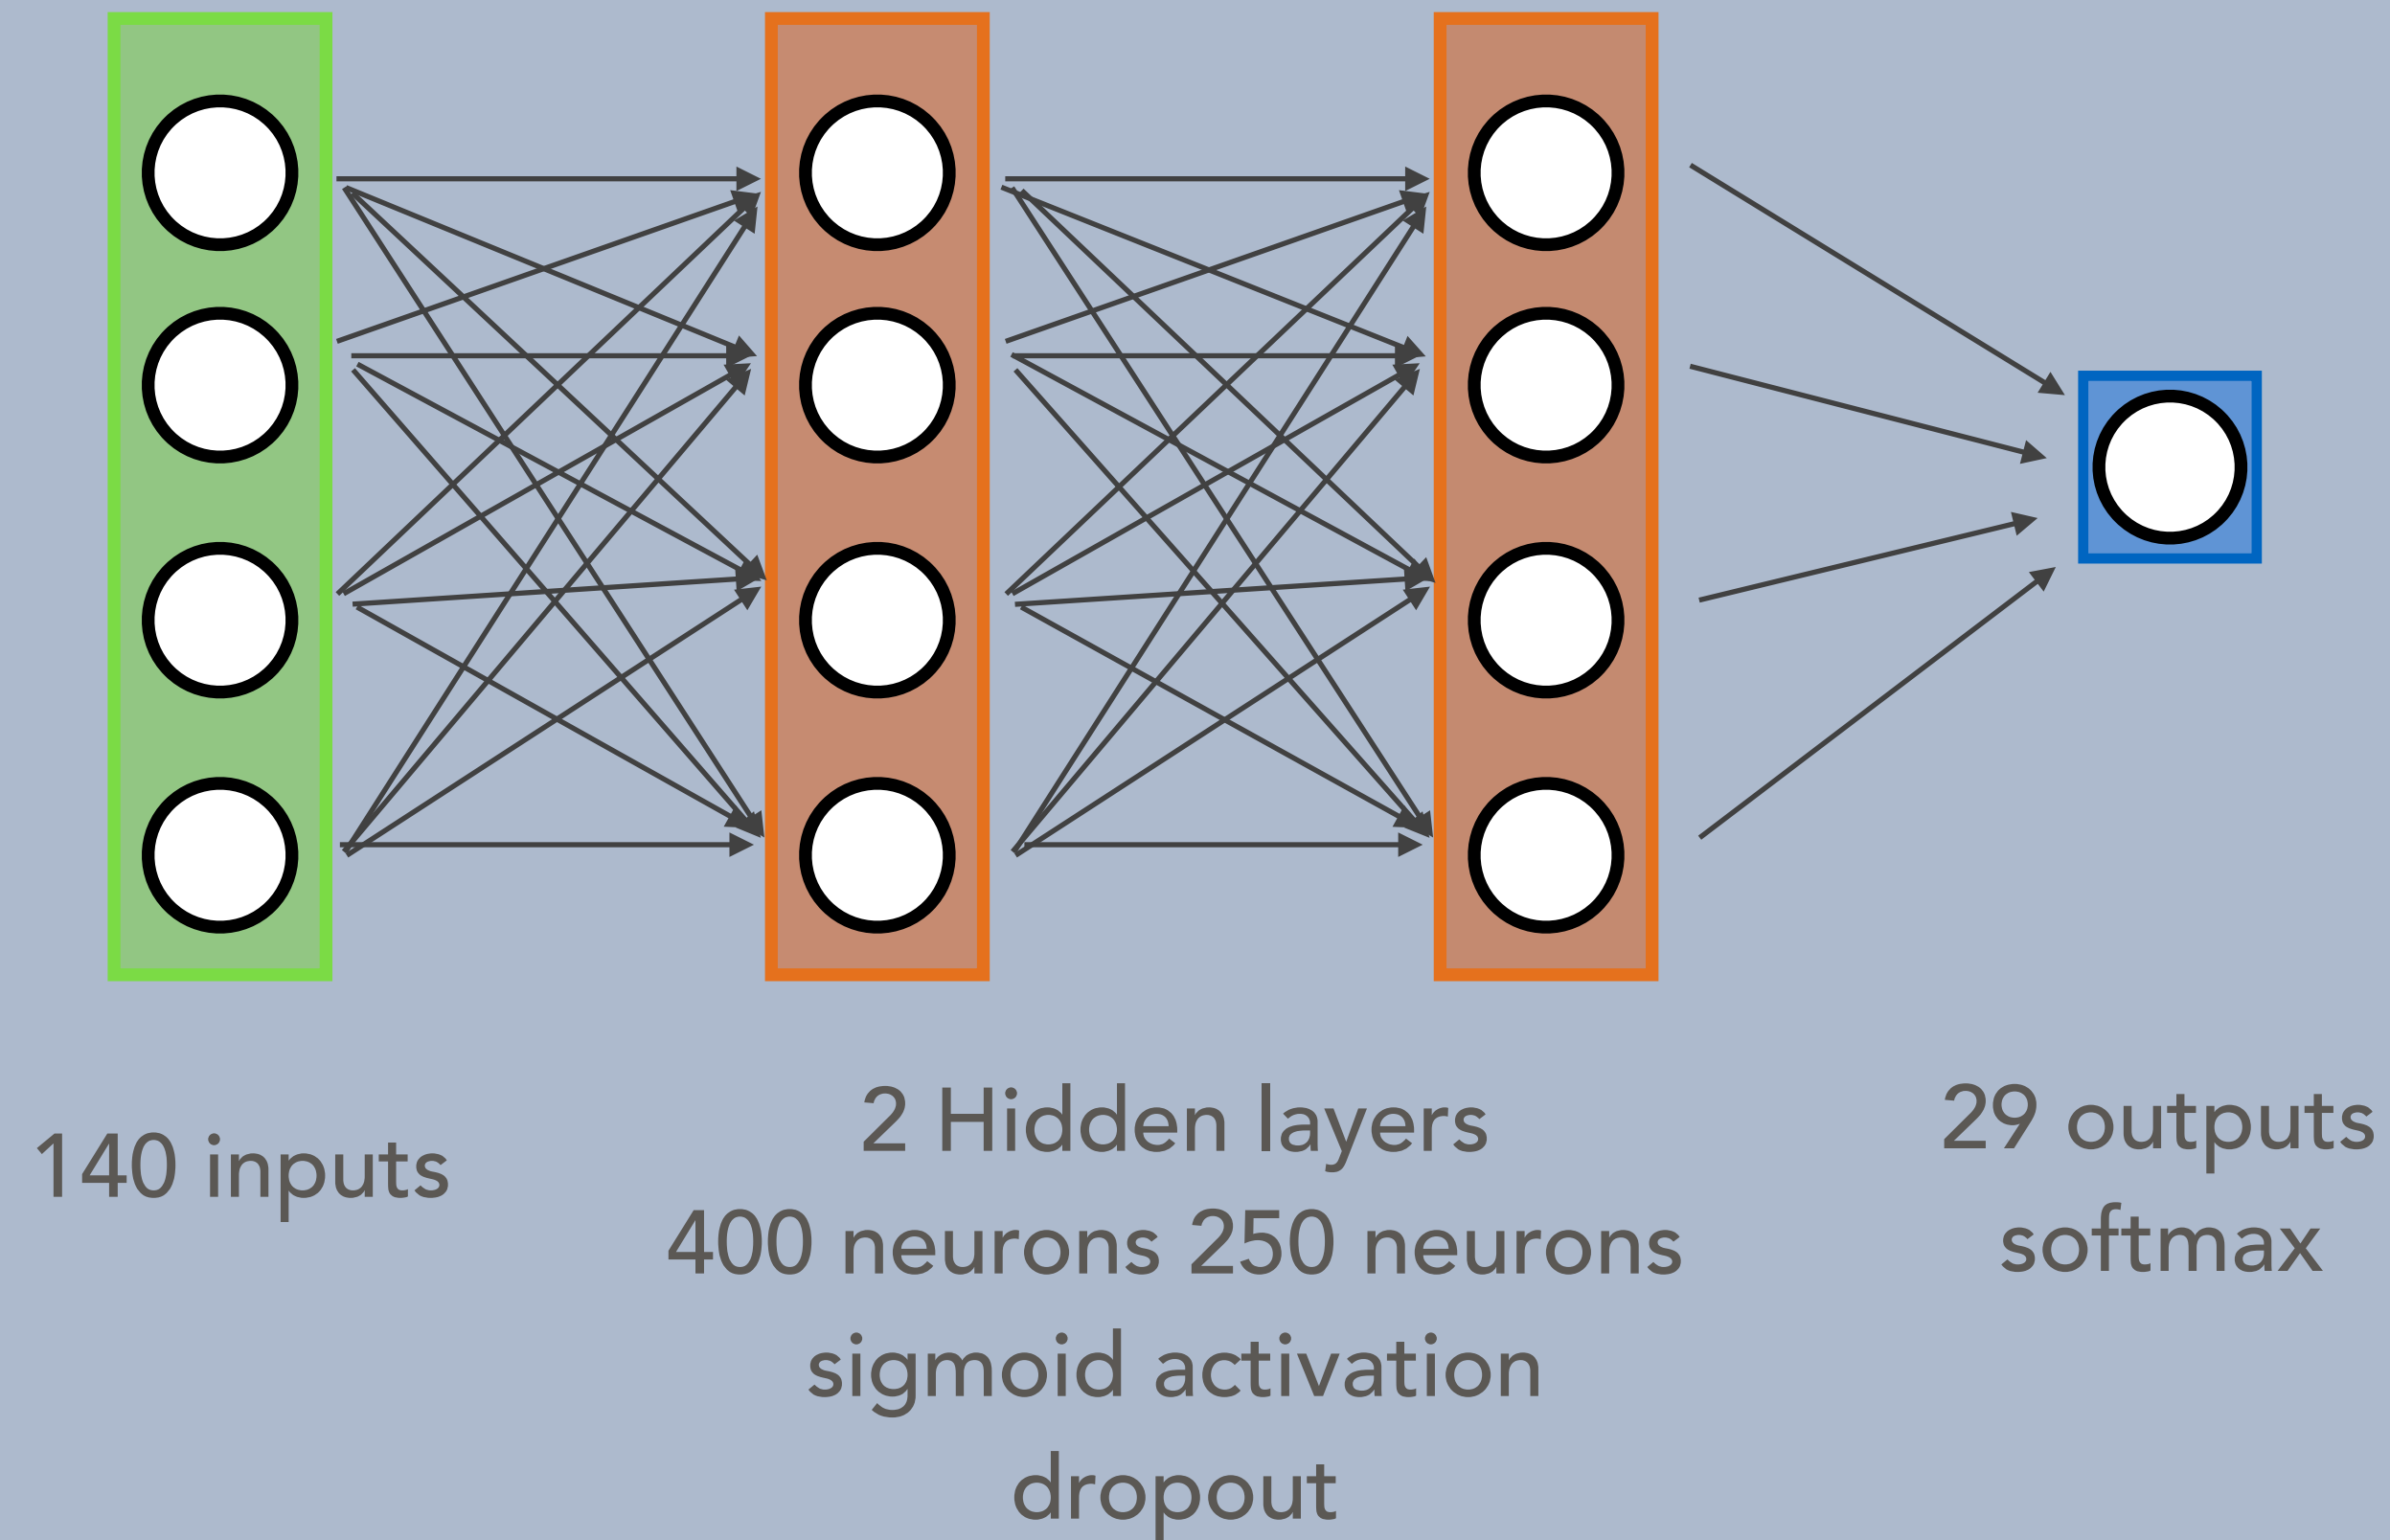 140 inputs
2 Hidden layers
400 neurons 250 neurons
sigmoid activation
dropout
29 outputs
softmax